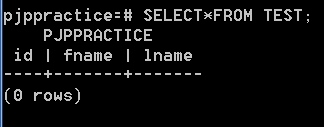 pjppractice=# SELECT*FROM TEST;
PJPPRACTICE
id | fname | lname
----+-------+-------
(0 rows)